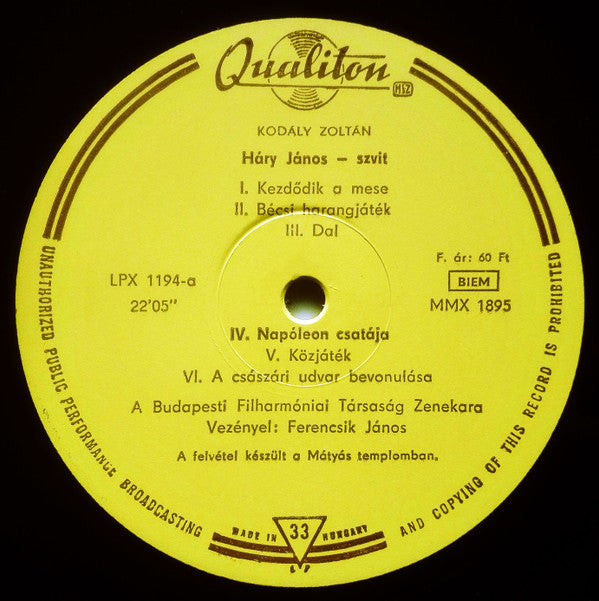 Qualiton
MHZ
KODÁLY ZOLTÁN
Háry János – szvit
I. Kezdődik a mese
II. Bécsi harangjáték
III. Dal
LPX 1194-a
22'05"
F. ár: 60 Ft
BIEM
MMX 1895
IV. Napóleon csatája
V. Közjáték
VI. A császári udvar bevonulása
A Budapesti Filharmóniai Társaság Zenekara
Vezényel: Ferencsik János
A felvétel készült a Mátyás templomban.
UNAUTHORIZED PUBLIC PERFORMANCE BROADCASTING AND COPYING OF THIS RECORD IS PROHIBITED
MADE IN HUNGARY
33
LP